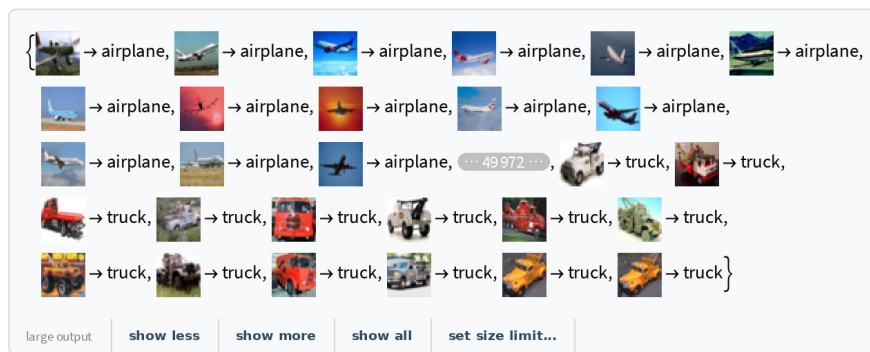 { → airplane, → airplane, → airplane, → airplane, → airplane, → airplane,
→ airplane, → airplane, → airplane, → airplane, → airplane,
→ airplane, → airplane, → airplane, ··· 49 972 ··· , → truck, → truck,
→ truck, → truck, → truck, → truck, → truck, → truck,
→ truck, → truck, → truck, → truck, → truck, → truck }
large output show less show more show all set size limit...